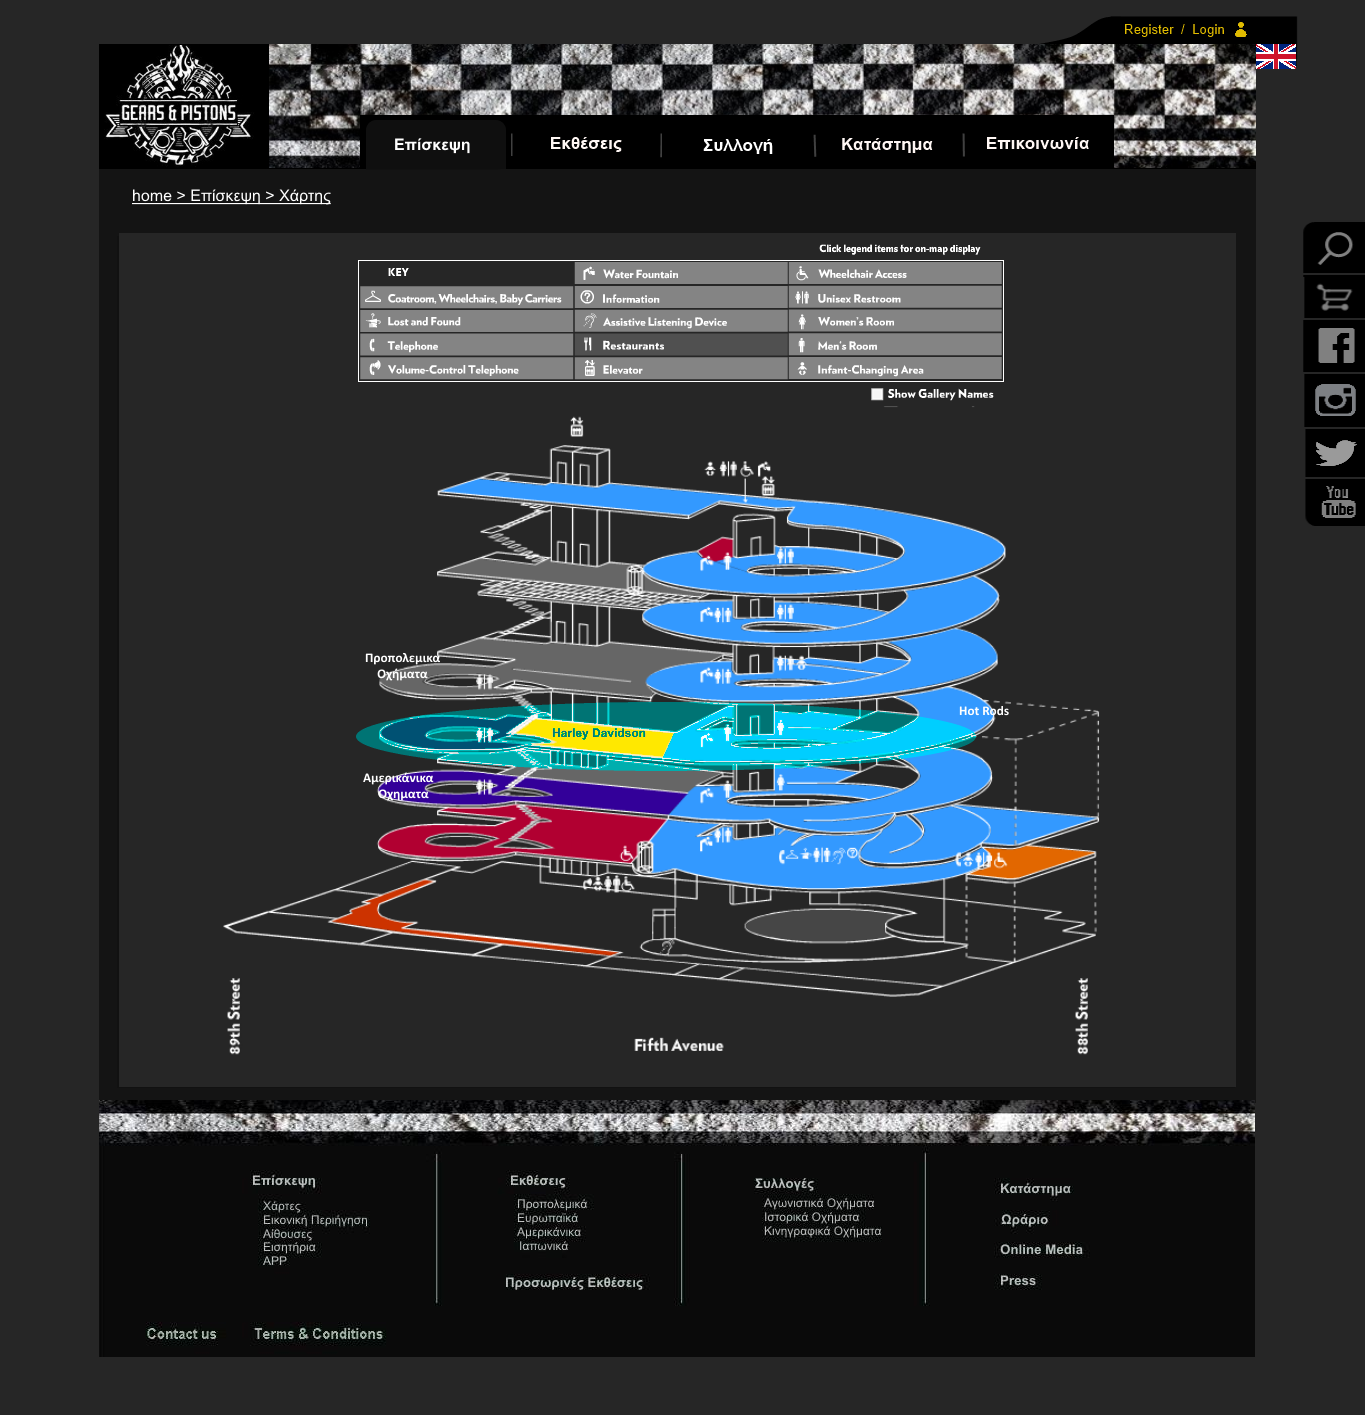 Register / Login
GEARS & PISTONS
Επίσκεψη
Εκθέσεις
Συλλογή
Κατάστημα
Επικοινωνία
home > Επίσκεψη > Χάρτης
Click legend items for on-map display
KEY
Water Fountain
Wheelchair Access
Coatroom, Wheelchairs, Baby Carriers
Information
Unisex Restroom
Lost and Found
Assistive Listening Device
Women's Room
Telephone
Restaurants
Men's Room
Volume-Control Telephone
Elevator
Infant-Changing Area
Show Gallery Names
Προπολεμικα
Οχήματα
Hot Rods
Harley Davidson
Αμερικάνικα
Οχηματα
89th Street
Fifth Avenue
88th Street
You
Tube
Επίσκεψη
Χάρτες
Εικονική Περιήγηση
Αίθουσες
Εισητήρια
APP
Εκθέσεις
Προπολεμικά
Ευρωπαϊκά
Αμερικάνικα
Ιαπωνικά
Προσωρινές Εκθέσεις
Συλλογές
Αγωνιστικά Οχήματα
Ιστορικά Οχήματα
Κινηγραφικά Οχήματα
Κατάστημα
Ωράριο
Online Media
Press
Contact us
Terms & Conditions